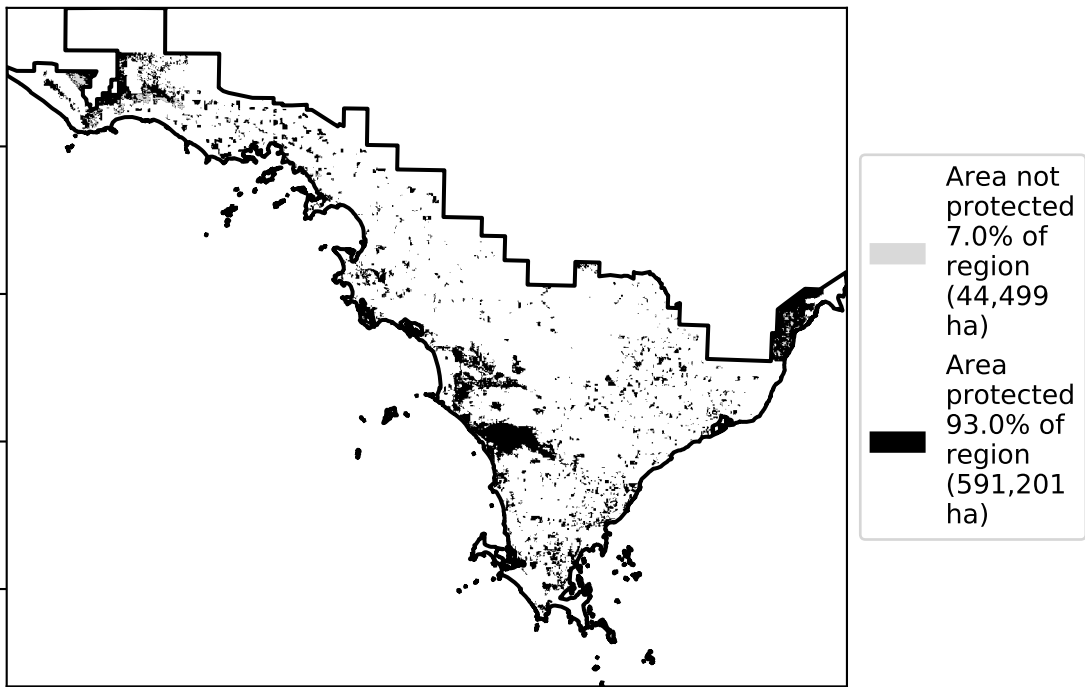 Area not
protected
7.0% of
region
(44,499
ha)
Area
protected
93.0% of
region
(591,201
ha)